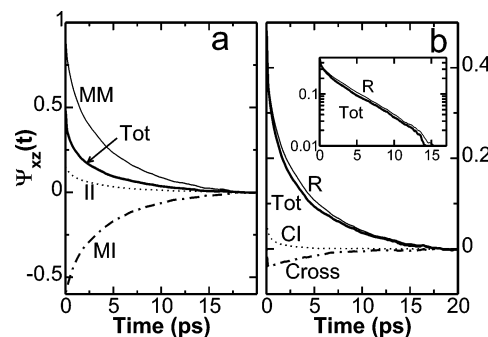 1
0.5
0
-0.5
Ψxz(t)
a
MM
Tot
II
MI
0 5 10 15
Time (ps)
b
0.4
0.2
0
0.1
0.01
R
Tot
0 5 10 15
R
Tot
CI
Cross
0 5 10 15 20
Time (ps)